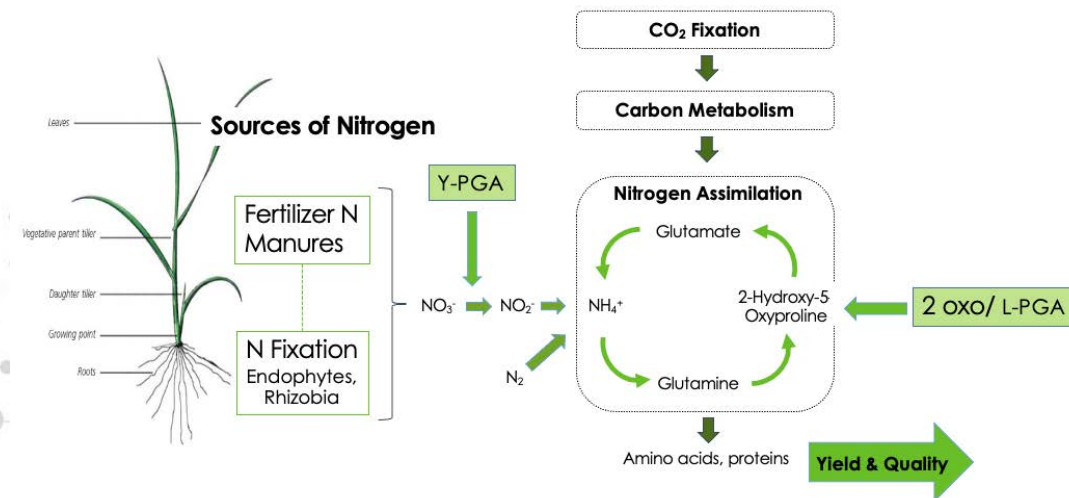 CO₂ Fixation
Carbon Metabolism
Sources of Nitrogen
Leaves
Vegetative parent tiller
Daughter tiller
Growing point
Roots
Fertilizer N
Manures
N Fixation
Endophytes,
Rhizobia
Y-PGA
NO₃⁻
NO₂⁻
N₂
Nitrogen Assimilation
Glutamate
NH₄⁺
2-Hydroxy-5
Oxyproline
Glutamine
2 oxo/ L-PGA
Amino acids, proteins
Yield & Quality